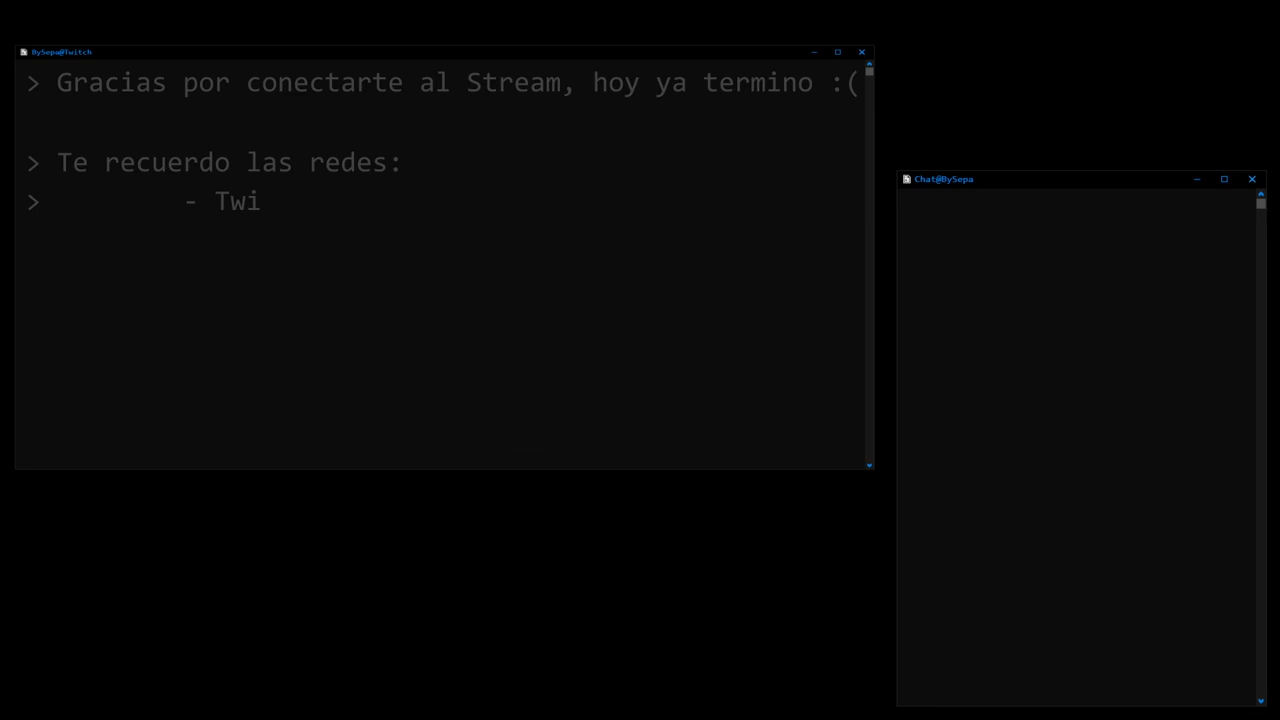 BySepa@Twitch
> Gracias por conectarte al Stream, hoy ya termino :(
> Te recuerdo las redes:
> - Twi
Chat@BySepa